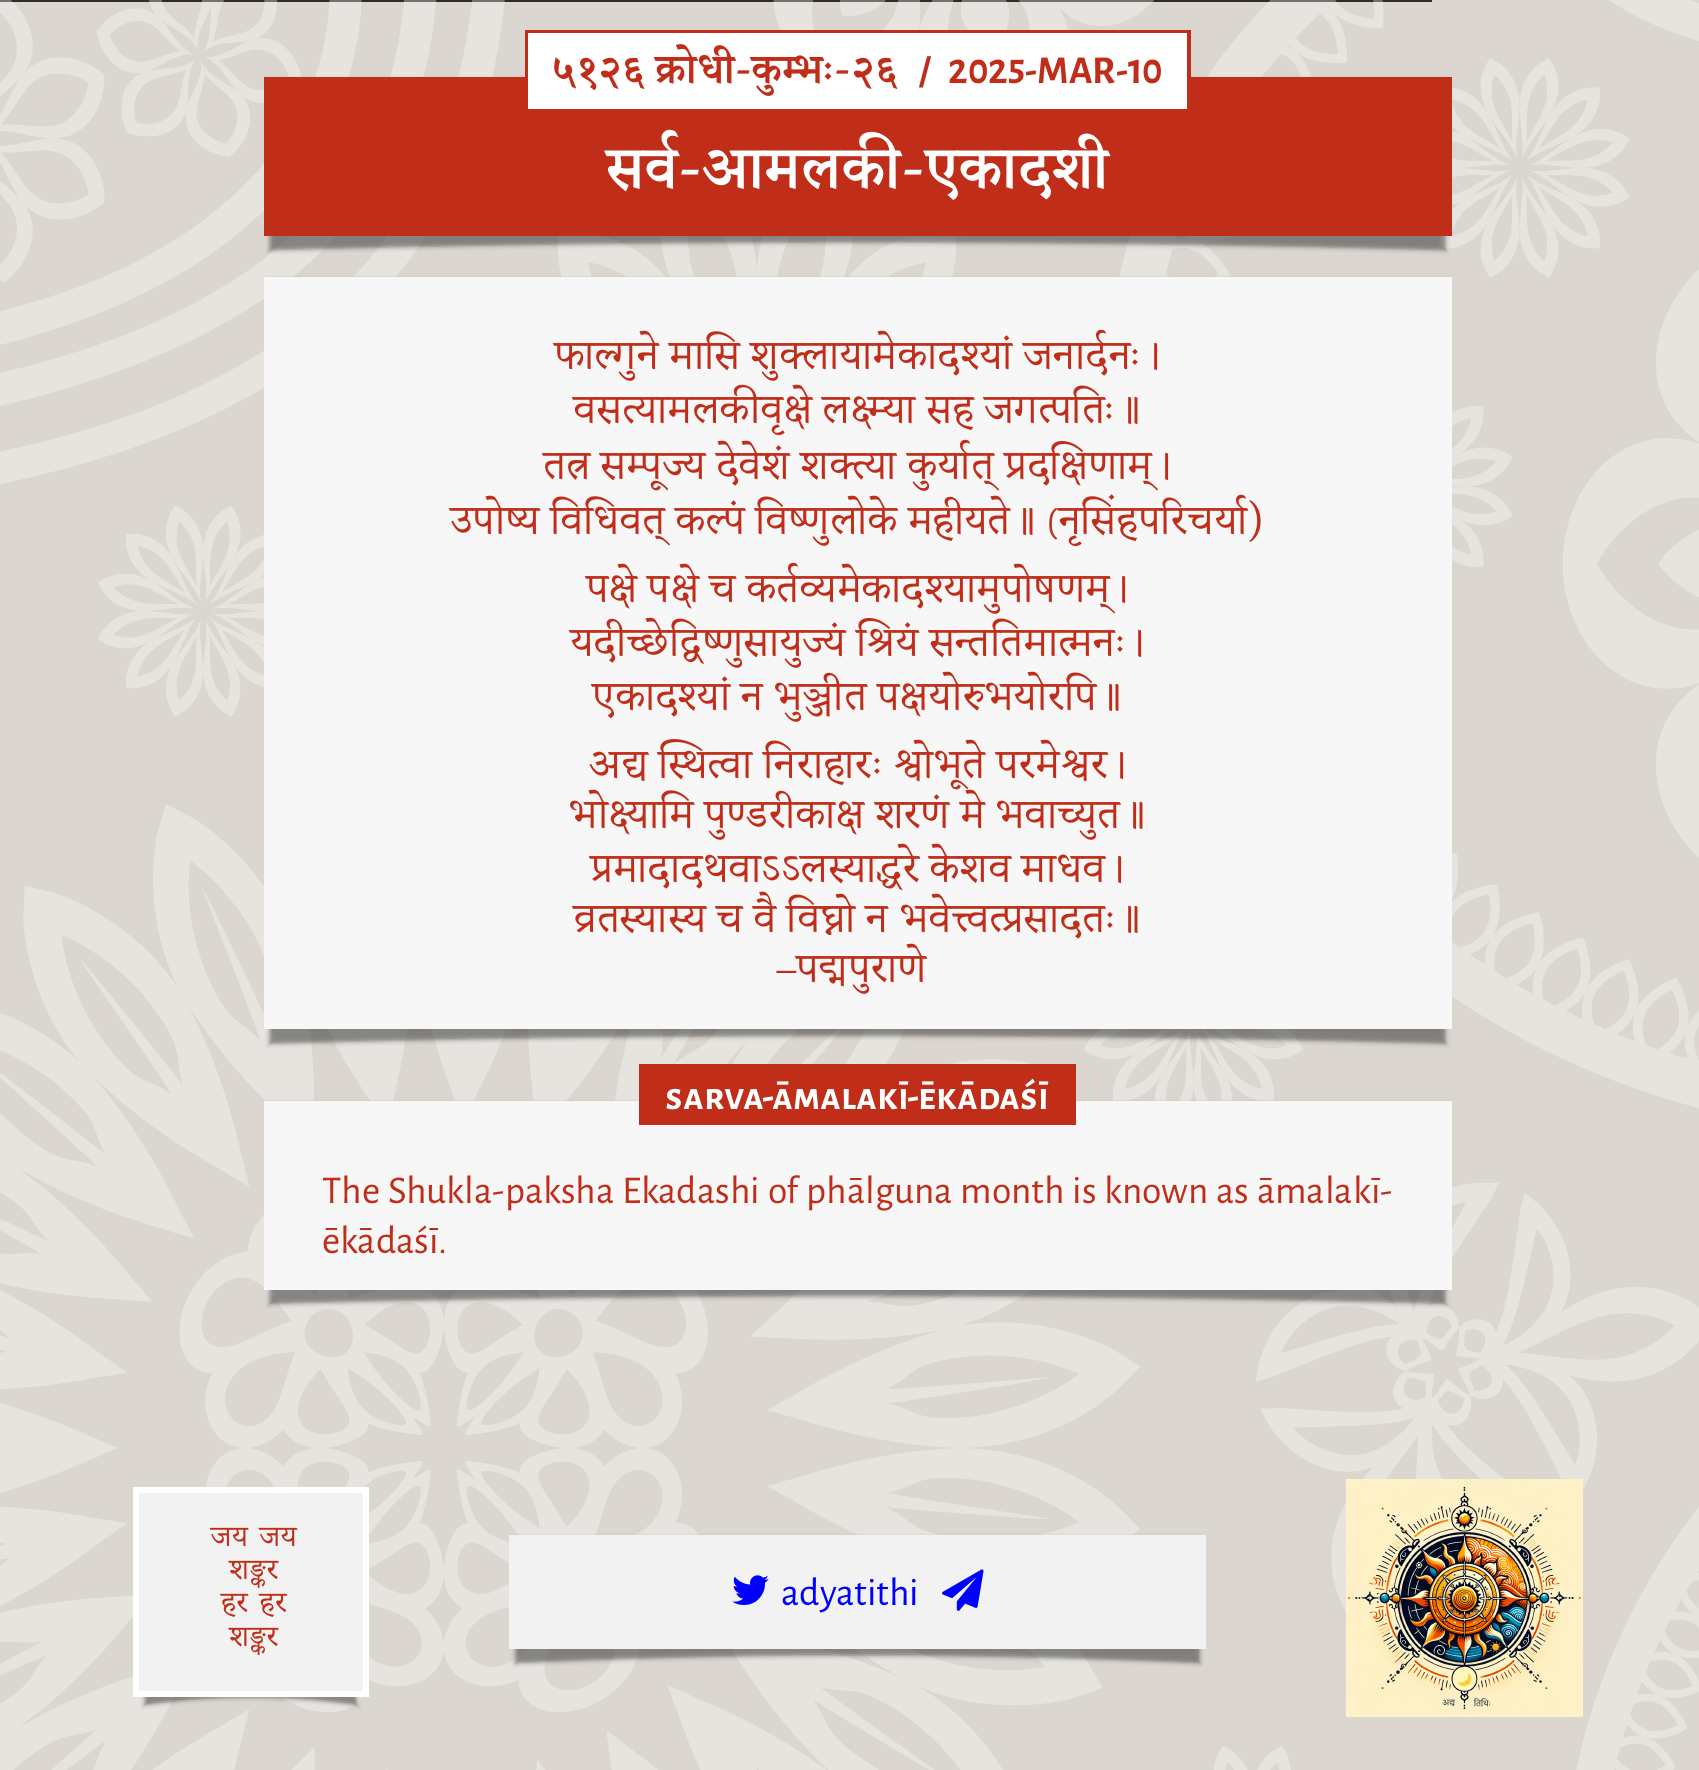 ५१२६ क्रोधी-कुम्भः-२६ / 2025-MAR-10
सर्व-आमलकी-एकादशी
फाल्गुने मासि शुक्लायामेकादश्यां जनार्दनः।
वसत्यामलकीवृक्षे लक्ष्म्या सह जगत्पतिः॥
तत्र सम्पूज्य देवेशं शक्त्या कुर्यात् प्रदक्षिणाम्।
उपोष्य विधिवत् कल्पं विष्णुलोके महीयते॥ (नृसिंहपरिचर्या)
पक्षे पक्षे च कर्तव्यमेकादश्यामुपोषणम्।
यदीच्छेद्विष्णुसायुज्यं श्रियं सन्ततिमात्मनः।
एकादश्यां न भुञ्जीत पक्षयोरुभयोरपि॥
अद्य स्थित्वा निराहारः श्वोभूते परमेश्वर।
भोक्ष्यामि पुण्डरीकाक्ष शरणं मे भवाच्युत॥
प्रमादादथवाऽऽलस्याद्धरे केशव माधव।
व्रतस्यास्य च वै विघ्नो न भवेत्त्वत्प्रसादतः॥
–पद्मपुराणे
SARVA-ĀMALAKĪ-ĒKĀDAŚĪ
The Shukla-paksha Ekadashi of phālguna month is known as āmalakī-
ēkādaśī.
जय जय
शङ्कर
हर हर
शङ्कर
adyatithi
अद्य तिथिः